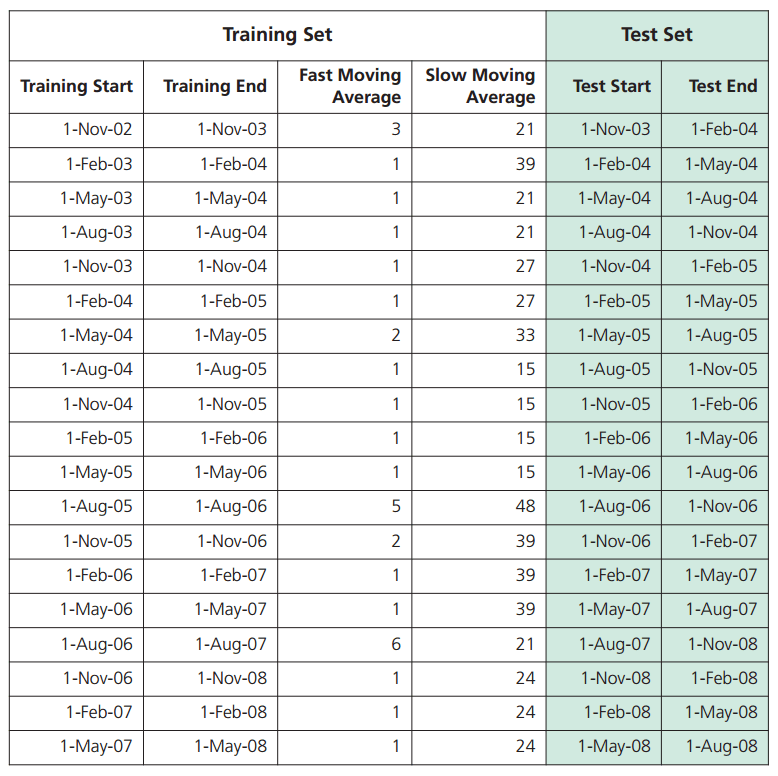 Training Set Test Set
Training Start Training End Fast Moving Average Slow Moving Average Test Start Test End
1-Nov-02 1-Nov-03 3 21 1-Nov-03 1-Feb-04
1-Feb-03 1-Feb-04 1 39 1-Feb-04 1-May-04
1-May-03 1-May-04 1 21 1-May-04 1-Aug-04
1-Aug-03 1-Aug-04 1 21 1-Aug-04 1-Nov-04
1-Nov-03 1-Nov-04 1 27 1-Nov-04 1-Feb-05
1-Feb-04 1-Feb-05 1 27 1-Feb-05 1-May-05
1-May-04 1-May-05 2 33 1-May-05 1-Aug-05
1-Aug-04 1-Aug-05 1 15 1-Aug-05 1-Nov-05
1-Nov-04 1-Nov-05 1 15 1-Nov-05 1-Feb-06
1-Feb-05 1-Feb-06 1 15 1-Feb-06 1-May-06
1-May-05 1-May-06 1 15 1-May-06 1-Aug-06
1-Aug-05 1-Aug-06 5 48 1-Aug-06 1-Nov-06
1-Nov-05 1-Nov-06 2 39 1-Nov-06 1-Feb-07
1-Feb-06 1-Feb-07 1 39 1-Feb-07 1-May-07
1-May-06 1-May-07 1 39 1-May-07 1-Aug-07
1-Aug-06 1-Aug-07 6 21 1-Aug-07 1-Nov-08
1-Nov-06 1-Nov-08 1 24 1-Nov-08 1-Feb-08
1-Feb-07 1-Feb-08 1 24 1-Feb-08 1-May-08
1-May-07 1-May-08 1 24 1-May-08 1-Aug-08